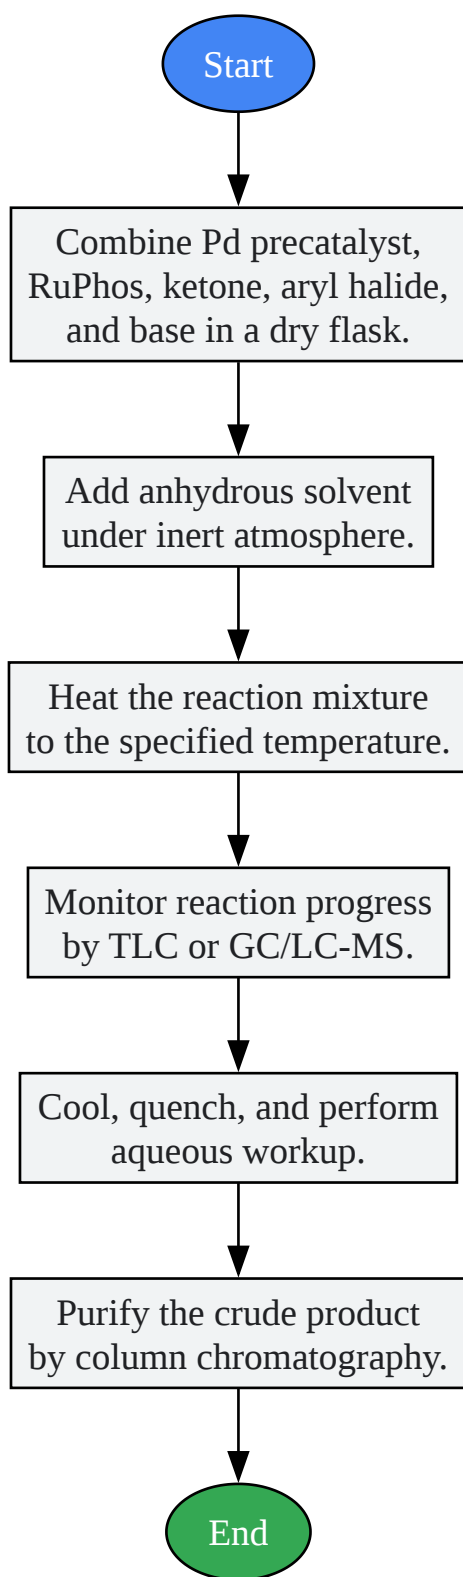 Start
Combine Pd precatalyst,
RuPhos, ketone, aryl halide,
and base in a dry flask.
Add anhydrous solvent
under inert atmosphere.
Heat the reaction mixture
to the specified temperature.
Monitor reaction progress
by TLC or GC/LC-MS.
Cool, quench, and perform
aqueous workup.
Purify the crude product
by column chromatography.
End